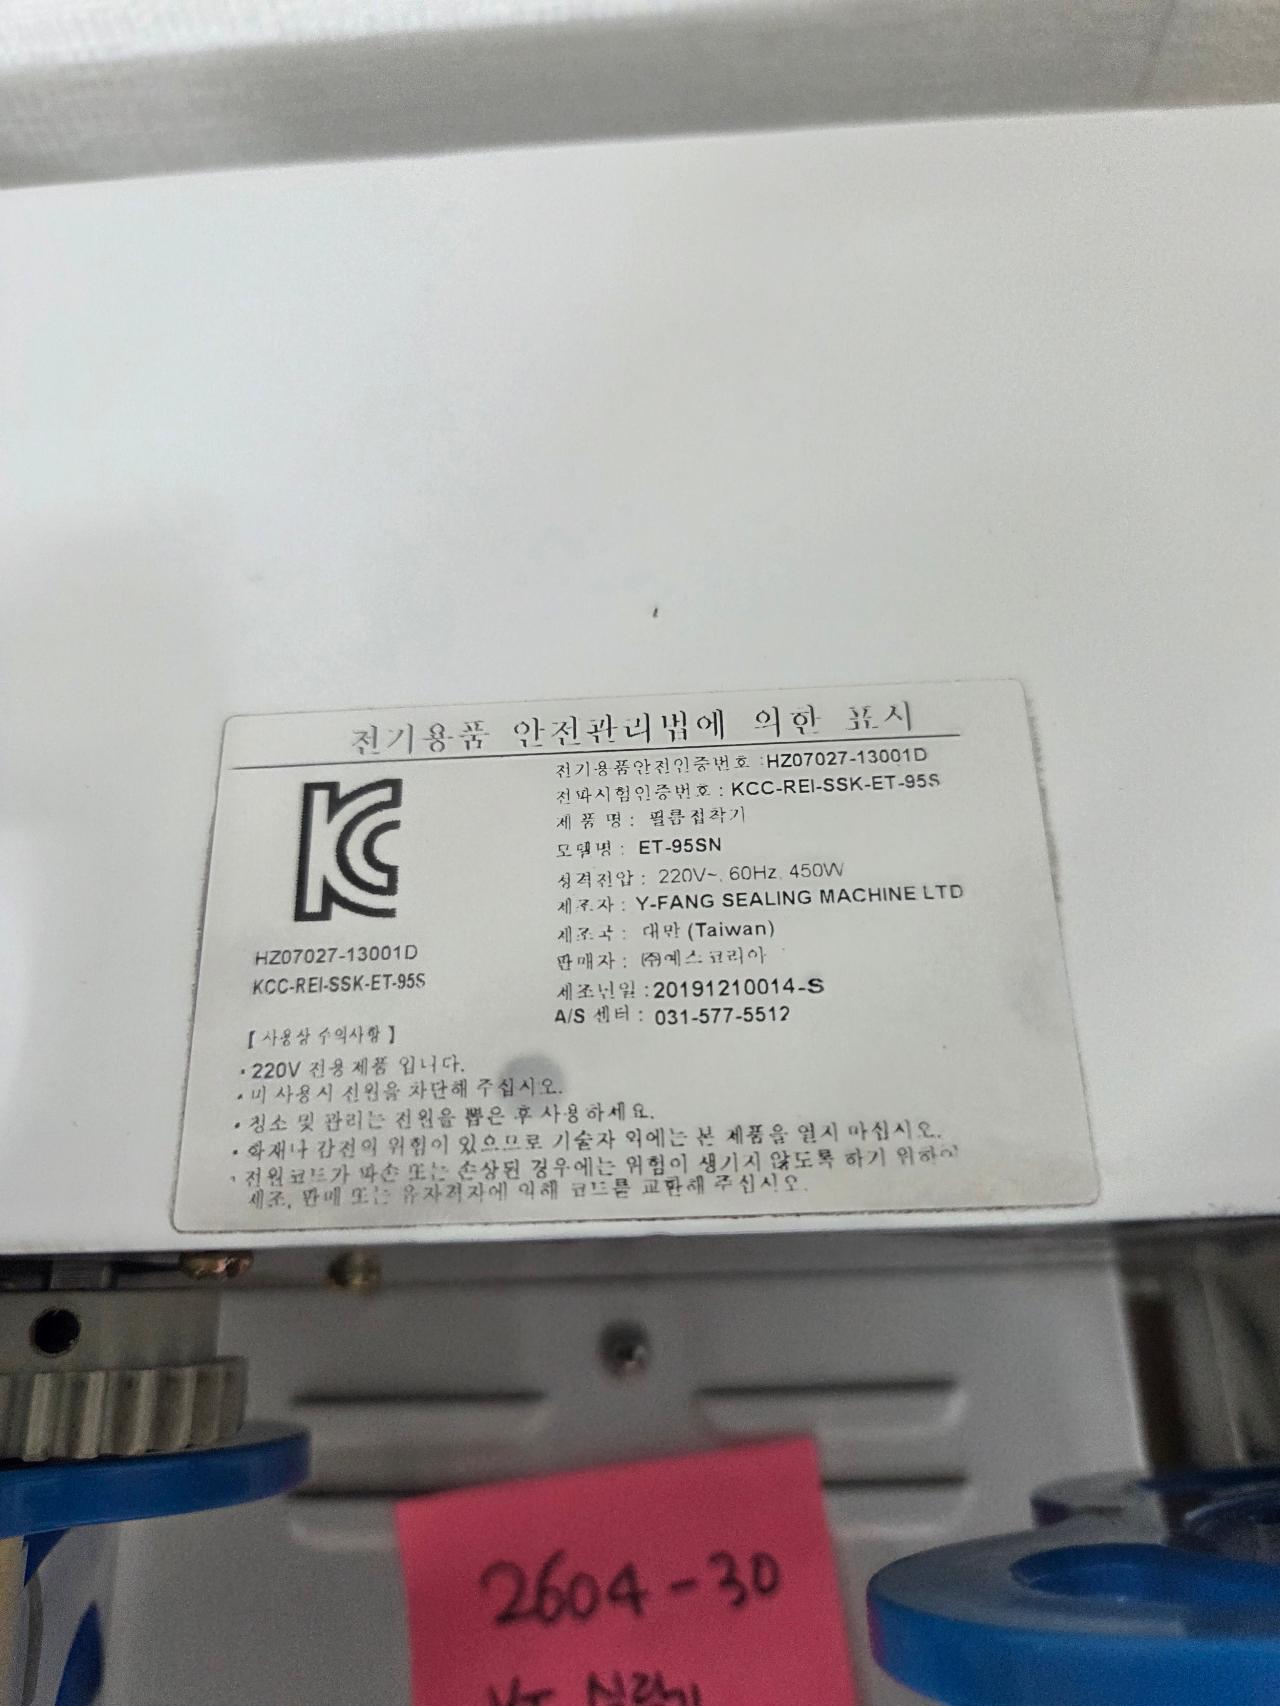 전기용품 안전관리법에 의한 표시
전기용품안전인증번호 :HZ07027-13001D
전파시험인증번호 : KCC-REI-SSK-ET-95S
제 품 명 : 필름접착기
모델명 : ET-95SN
성격전압 : 220V~, 60Hz, 450W
제조자 : Y-FANG SEALING MACHINE LTD
제조국 : 대만 (Taiwan)
판매자 : ㈜예스코리아
제조년일 :20191210014-S
A/S 센터 : 031-577-5512
HZ07027-13001D
KCC-REI-SSK-ET-95S
[ 사용상 주의사항 ]
· 220V 전용 제품 입니다.
· 미 사용시 전원을 차단해 주십시오.
· 청소 및 관리는 전원을 뽑은 후 사용하세요.
· 화재나 감전의 위험이 있으므로 기술자 외에는 본 제품을 열지 마십시오.
· 전원코드가 파손 또는 손상된 경우에는 위험이 생기지 않도록 하기 위하여
제조, 판매 또는 유자격자에 의해 코드를 교환해 주십시오.
2604-30